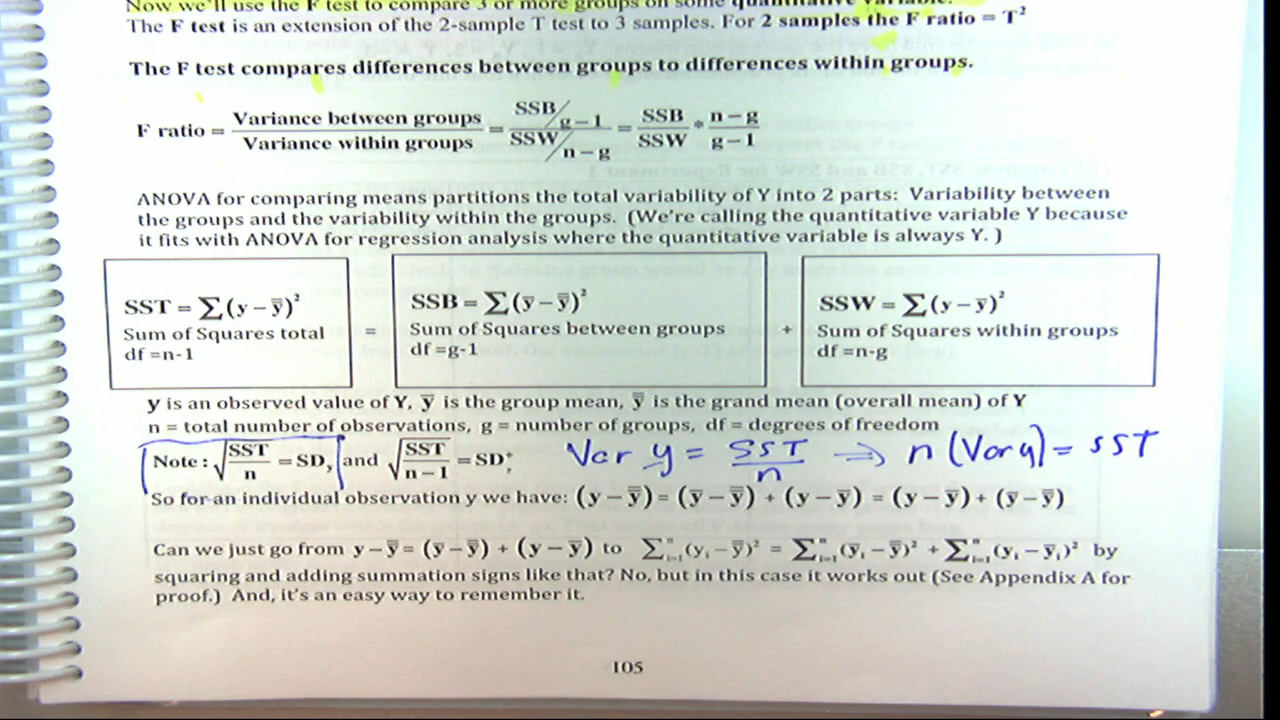 Now we'll use the F test to compare 3 or more groups on some quantitative variable.
The F test is an extension of the 2-sample T test to 3 samples. For 2 samples the F ratio = T²
The F test compares differences between groups to differences within groups.
F ratio = Variance between groups / Variance within groups = SSB/g−1 / SSW/n−g = SSB/SSW * n−g/g−1
ANOVA for comparing means partitions the total variability of Y into 2 parts: Variability between
the groups and the variability within the groups. (We're calling the quantitative variable Y because
it fits with ANOVA for regression analysis where the quantitative variable is always Y. )
SST = ∑(y − y̿)²
Sum of Squares total
df =n-1
=
SSB = ∑(y̅ − y̿)²
Sum of Squares between groups
df =g-1
+
SSW = ∑(y − y̅)²
Sum of Squares within groups
df =n-g
y is an observed value of Y, y̅ is the group mean, y̿ is the grand mean (overall mean) of Y
n = total number of observations, g = number of groups, df = degrees of freedom
Note: √(SST/n) = SDy and √(SST/n−1) = SD⁺y
Var y = SST/n ⇒ n (Var y) = SST
So for an individual observation y we have: (y − y̿) = (y̅ − y̿) + (y − y̅) = (y − y̅) + (y̅ − y̿)
Can we just go from y − y̿ = (y̅ − y̿) + (y − y̅) to ∑ⁿᵢ₌₁(yᵢ − y̿)² = ∑ⁿᵢ₌₁(y̅ᵢ − y̿)² + ∑ⁿᵢ₌₁(yᵢ − y̅ᵢ)² by
squaring and adding summation signs like that? No, but in this case it works out (See Appendix A for
proof.) And, it's an easy way to remember it.
105